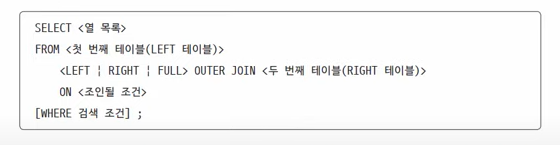 SELECT <열 목록>
FROM <첫 번째 테이블(LEFT 테이블)>
<LEFT ¦ RIGHT ¦ FULL> OUTER JOIN <두 번째 테이블(RIGHT 테이블)>
ON <조인될 조건>
[WHERE 검색 조건] ;